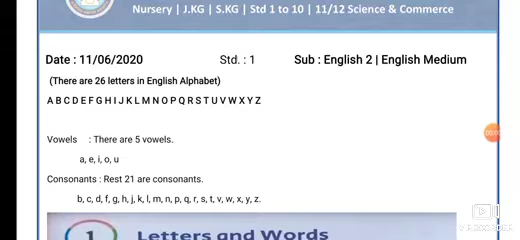 Nursery | J.KG | S.KG | Std 1 to 10 | 11/12 Science & Commerce
Date : 11/06/2020 Std. : 1 Sub : English 2 | English Medium
(There are 26 letters in English Alphabet)
A B C D E F G H I J K L M N O P Q R S T U V W X Y Z
Vowels : There are 5 vowels.
a, e, i, o, u
Consonants : Rest 21 are consonants.
b, c, d, f, g, h, j, k, l, m, n, p, q, r, s, t, v, w, x, y, z.
1 Letters and Words